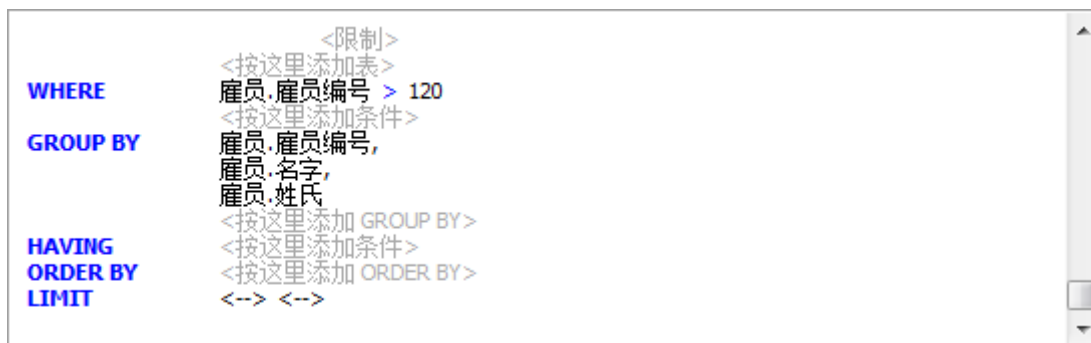 <限制>
<按这里添加表>
WHERE 雇员.雇员编号 > 120
<按这里添加条件>
GROUP BY 雇员.雇员编号,
雇员.名字,
雇员.姓氏
<按这里添加 GROUP BY>
HAVING <按这里添加条件>
ORDER BY <按这里添加 ORDER BY>
LIMIT <--> <-->